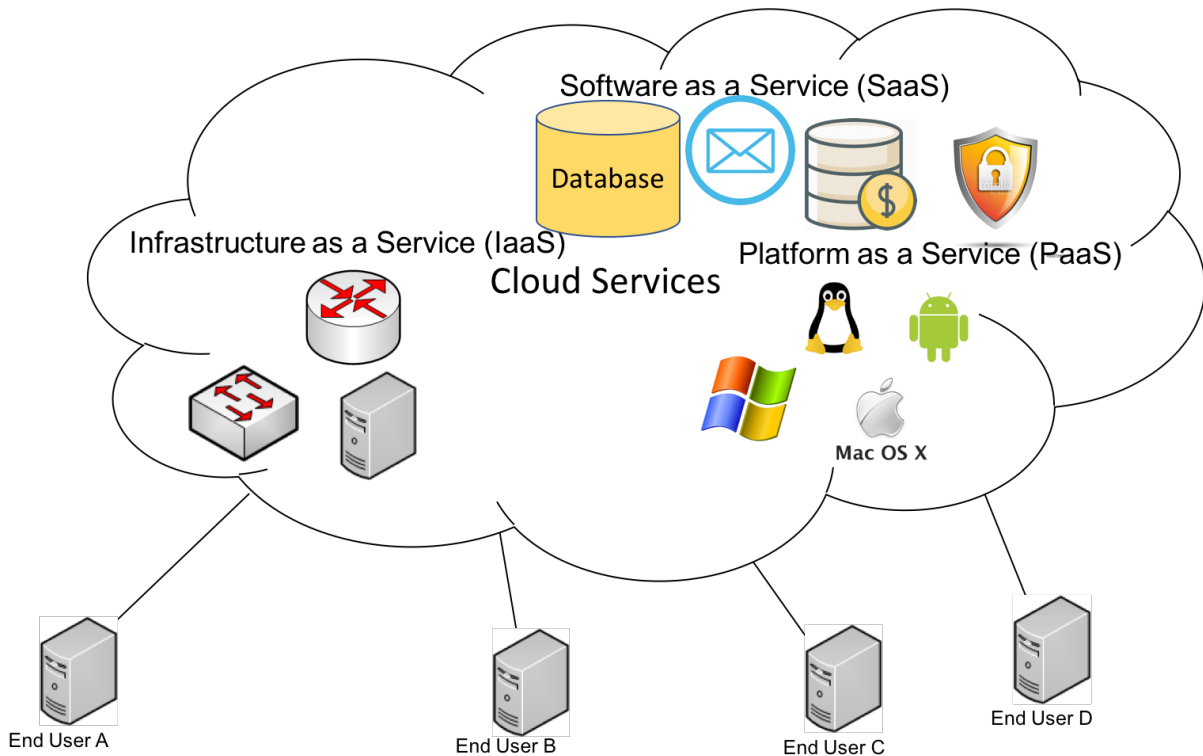 Software as a Service (SaaS)
Database
Infrastructure as a Service (IaaS)
Platform as a Service (PaaS)
Cloud Services
Mac OS X
End User A
End User B
End User C
End User D